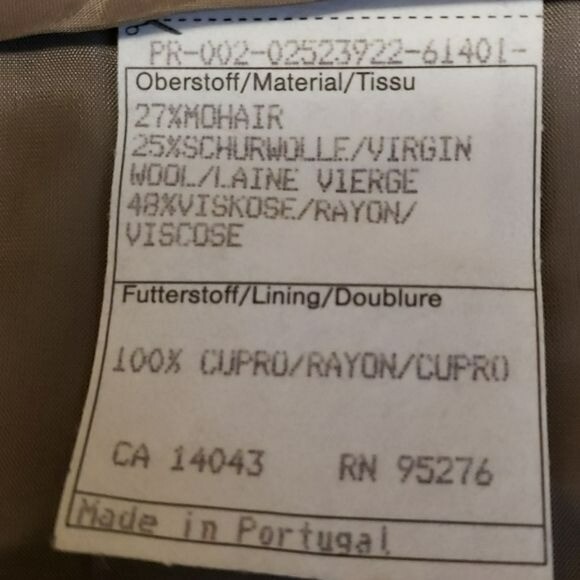 PR-002-02523922-61401-
Oberstoff/Material/Tissu
27%MOHAIR
25%SCHURWOLLE/VIRGIN
WOOL/LAINE VIERGE
48%VISKOSE/RAYON/
VISCOSE
Futterstoff/Lining/Doublure
100% CUPRO/RAYON/CUPRO
CA 14043 RN 95276
Made in Portugal